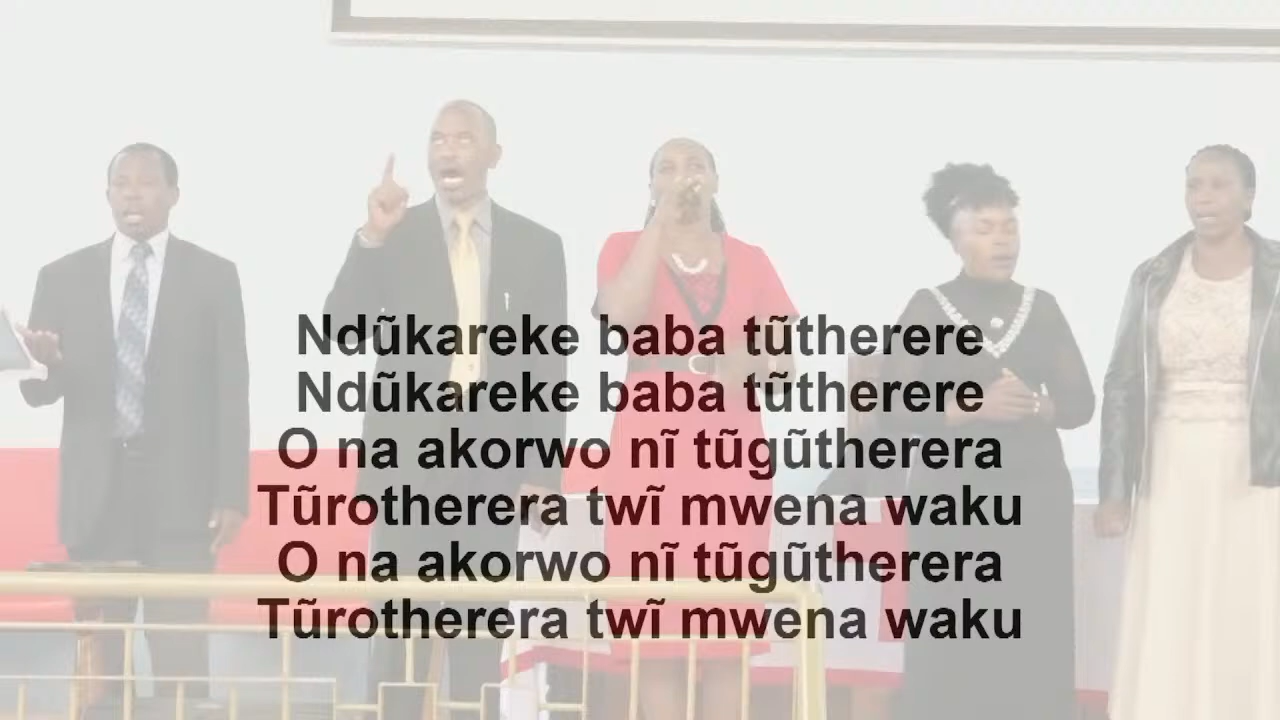 Ndũkareke baba tũtherere
Ndũkareke baba tũtherere
O na akorwo nĩ tũgũtherera
Tũrotherera twĩ mwena waku
O na akorwo nĩ tũgũtherera
Tũrotherera twĩ mwena waku